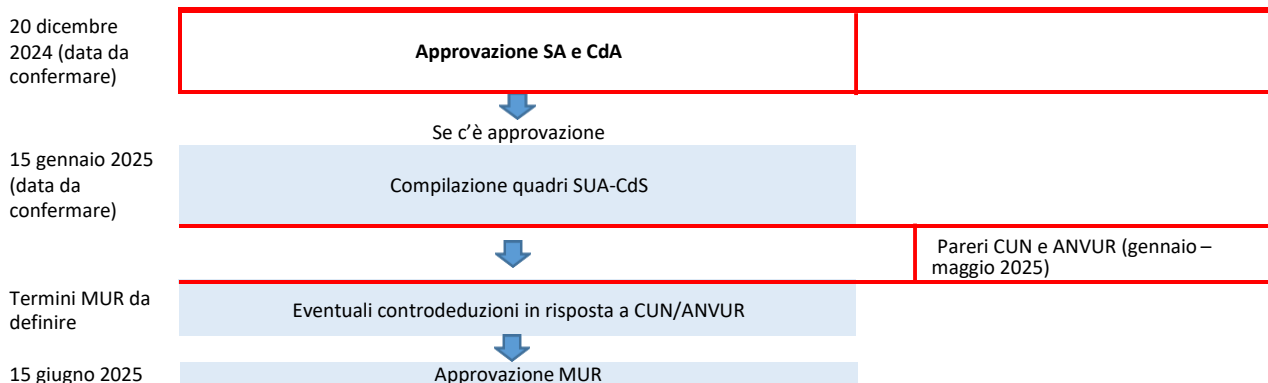 20 dicembre
2024 (data da
confermare)
Approvazione SA e CdA
Se c’è approvazione
15 gennaio 2025
(data da
confermare)
Compilazione quadri SUA-CdS
Pareri CUN e ANVUR (gennaio –
maggio 2025)
Termini MUR da
definire
Eventuali controdeduzioni in risposta a CUN/ANVUR
15 giugno 2025
Approvazione MUR